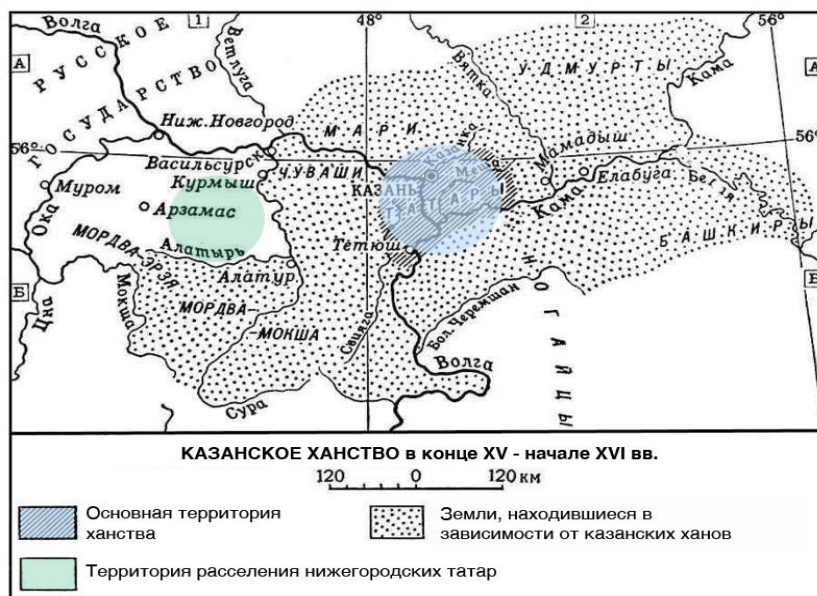 Волга
1
48°
2
56°
А
РУССКОЕ
ГОСУДАРСТВО
Ветлуга
Вятка
УДМУРТЫ
Кама
А
Ниж. Новгород
МАРИ
56°
56°
Васильсурск
Казанка
Мамадыш
Курмыш
ЧУВАШИ
КАЗАНЬ
Елабуга
Муром
Арзамас
ТАТАРЫ
Кама
Ока
МОРДВА-ЭРЗЯ
Алатырь
Тетюши
БАШКИРЫ
Б
Алатур
НОГАЙЦЫ
Б
Цна
Мокша
МОРДВА-
-МОКША
Свияга
Бол. Черемшан
Волга
Сура
КАЗАНСКОЕ ХАНСТВО в конце XV - начале XVI вв.
120 0 120 км
Основная территория
ханства
Земли, находившиеся в
зависимости от казанских ханов
Территория расселения нижегородских татар